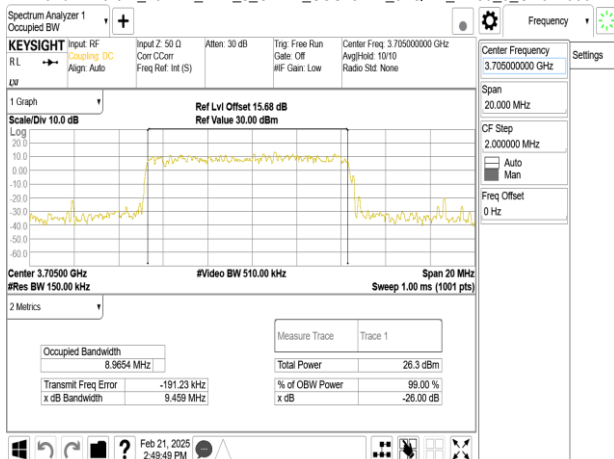 Spectrum Analyzer 1
Occupied BW
Frequency
KEYSIGHT
Input: RF
Input Z: 50 Ω
Atten: 30 dB
Trig: Free Run
Center Freq: 3.705000000 GHz
RL
Coupling: DC
Corr CCorr
Gate: Off
Avg|Hold: 10/10
Align: Auto
Freq Ref: Int (S)
#IF Gain: Low
Radio Std: None
LXI
Center Frequency
3.705000000 GHz
Settings
Span
20.000 MHz
CF Step
2.000000 MHz
Auto
Man
Freq Offset
0 Hz
1 Graph
Ref Lvl Offset 15.68 dB
Scale/Div 10.0 dB
Ref Value 30.00 dBm
Log
20.0
10.0
0.00
-10.0
-20.0
-30.0
-40.0
-50.0
-60.0
Center 3.70500 GHz
#Video BW 510.00 kHz
Span 20 MHz
#Res BW 150.00 kHz
Sweep 1.00 ms (1001 pts)
2 Metrics
Measure Trace
Trace 1
Occupied Bandwidth
8.9654 MHz
Total Power
26.3 dBm
Transmit Freq Error
-191.23 kHz
% of OBW Power
99.00 %
x dB Bandwidth
9.459 MHz
x dB
-26.00 dB
Feb 21, 2025
2:49:49 PM